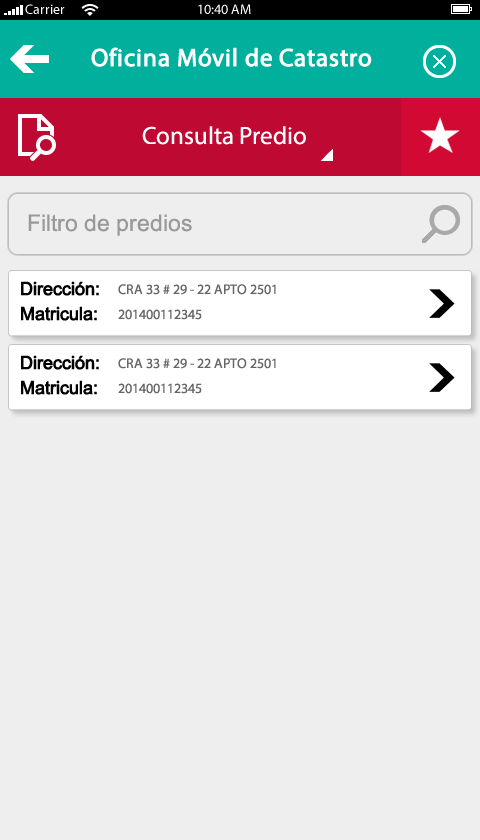 Carrier 10:40 AM
Oficina Móvil de Catastro
Consulta Predio
Filtro de predios
Dirección: CRA 33 # 29 - 22 APTO 2501
Matricula: 201400112345
Dirección: CRA 33 # 29 - 22 APTO 2501
Matricula: 201400112345